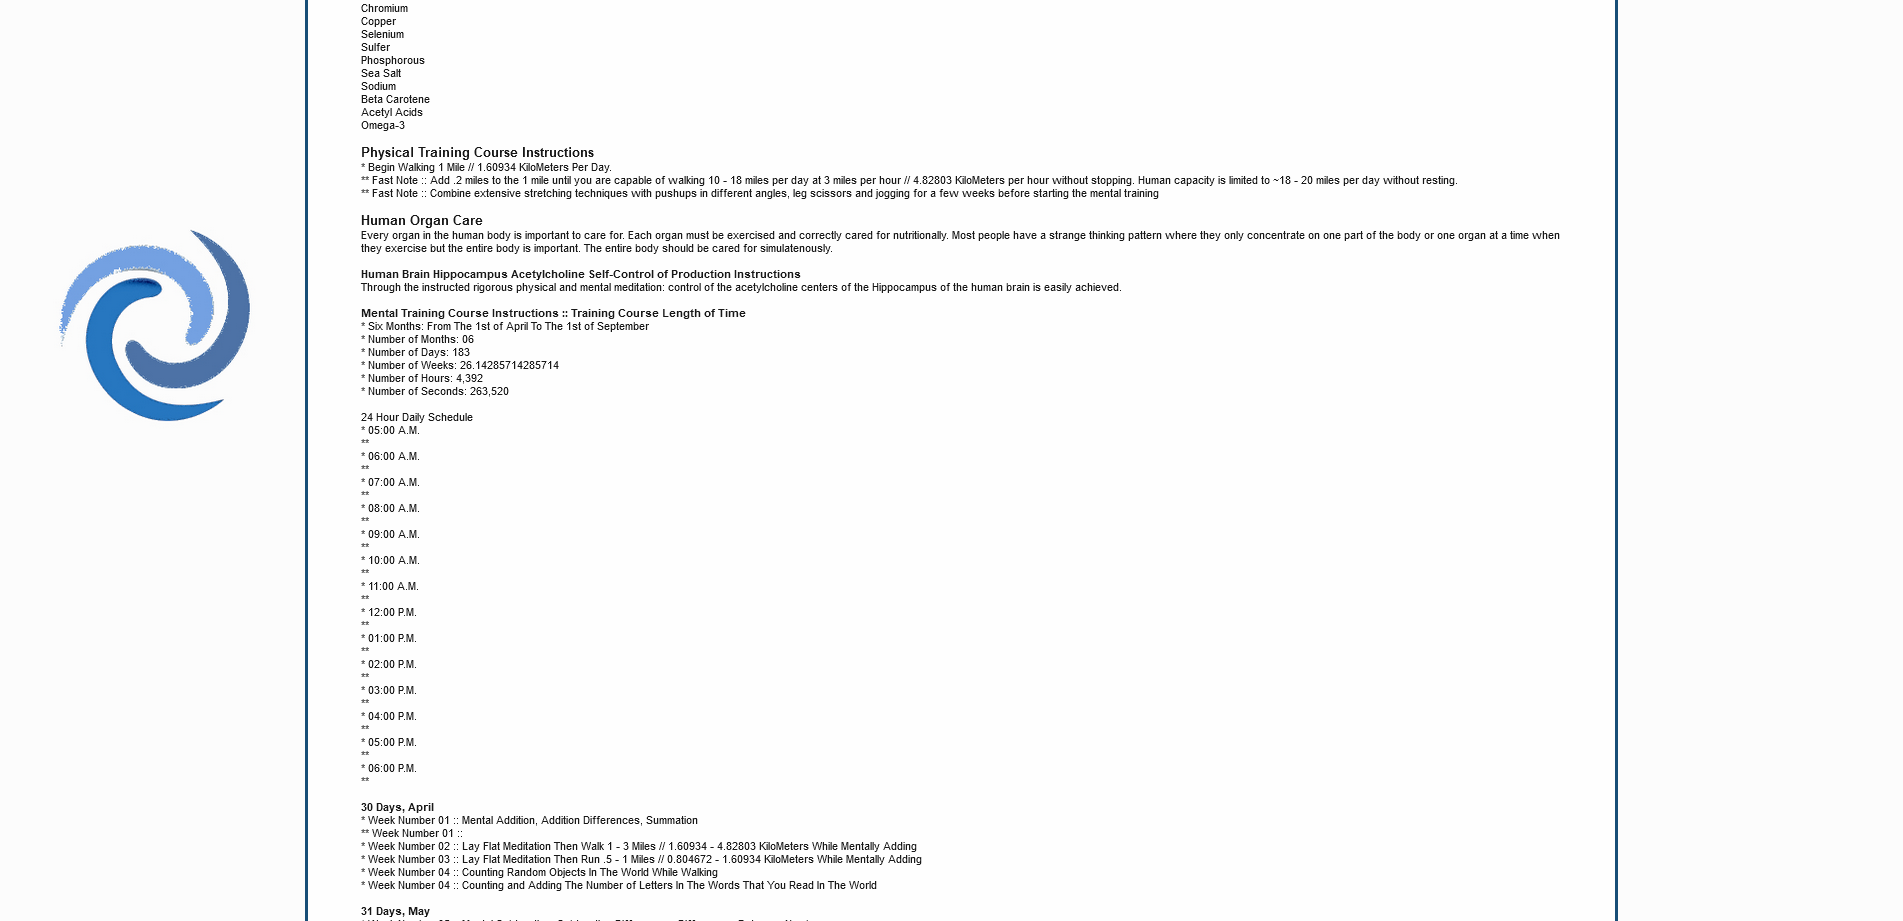 Chromium
Copper
Selenium
Sulfer
Phosphorous
Sea Salt
Sodium
Beta Carotene
Acetyl Acids
Omega-3
Physical Training Course Instructions
* Begin Walking 1 Mile // 1.60934 KiloMeters Per Day.
** Fast Note :: Add .2 miles to the 1 mile until you are capable of walking 10 - 18 miles per day at 3 miles per hour // 4.82803 KiloMeters per hour without stopping. Human capacity is limited to ~18 - 20 miles per day without resting.
** Fast Note :: Combine extensive stretching techniques with pushups in different angles, leg scissors and jogging for a few weeks before starting the mental training
Human Organ Care
Every organ in the human body is important to care for. Each organ must be exercised and correctly cared for nutritionally. Most people have a strange thinking pattern where they only concentrate on one part of the body or one organ at a time when
they exercise but the entire body is important. The entire body should be cared for simulatenously.
Human Brain Hippocampus Acetylcholine Self-Control of Production Instructions
Through the instructed rigorous physical and mental meditation: control of the acetylcholine centers of the Hippocampus of the human brain is easily achieved.
Mental Training Course Instructions :: Training Course Length of Time
* Six Months: From The 1st of April To The 1st of September
* Number of Months: 06
* Number of Days: 183
* Number of Weeks: 26.14285714285714
* Number of Hours: 4,392
* Number of Seconds: 263,520
24 Hour Daily Schedule
* 05:00 A.M.
**
* 06:00 A.M.
**
* 07:00 A.M.
**
* 08:00 A.M.
**
* 09:00 A.M.
**
* 10:00 A.M.
**
* 11:00 A.M.
**
* 12:00 P.M.
**
* 01:00 P.M.
**
* 02:00 P.M.
**
* 03:00 P.M.
**
* 04:00 P.M.
**
* 05:00 P.M.
**
* 06:00 P.M.
**
30 Days, April
* Week Number 01 :: Mental Addition, Addition Differences, Summation
** Week Number 01 ::
* Week Number 02 :: Lay Flat Meditation Then Walk 1 - 3 Miles // 1.60934 - 4.82803 KiloMeters While Mentally Adding
* Week Number 03 :: Lay Flat Meditation Then Run .5 - 1 Miles // 0.804672 - 1.60934 KiloMeters While Mentally Adding
* Week Number 04 :: Counting Random Objects In The World While Walking
* Week Number 04 :: Counting and Adding The Number of Letters In The Words That You Read In The World
31 Days, May